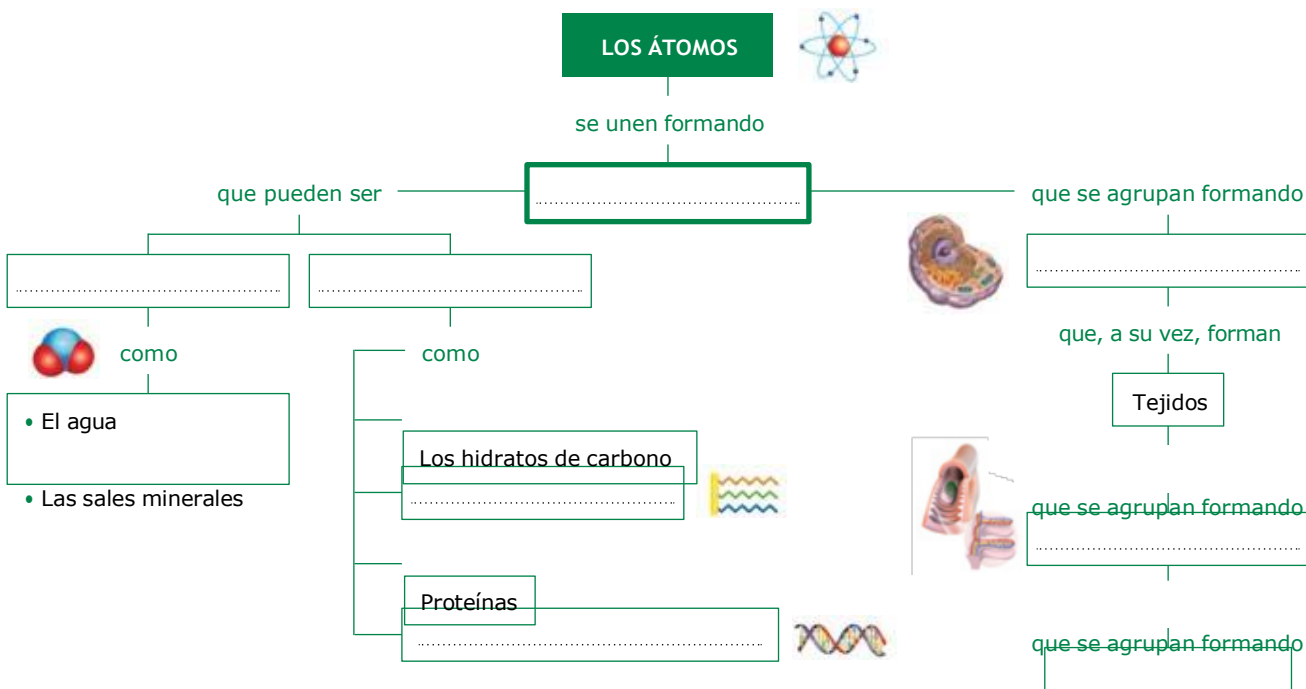 LOS ÁTOMOS
se unen formando
que pueden ser
que se agrupan formando
como
como
que, a su vez, forman
Tejidos
• El agua
Los hidratos de carbono
• Las sales minerales
que se agrupan formando
Proteínas
que se agrupan formando